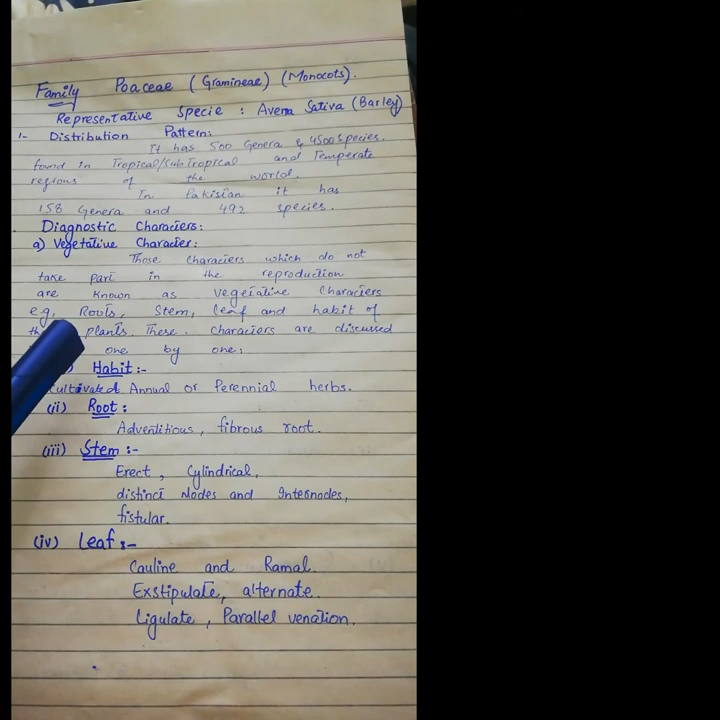 Family Poaceae (Gramineae) (Monocots).
Representative Specie : Avena Sativa (Barley)
1- Distribution Pattern:
It has 500 Genera & 4500 species.
found in Tropical/SubTropical and Temperate
regions of the world.
In Pakistan it has
158 Genera and 492 species.
Diagnostic Characters:
a) Vegetative Character:
Those characters which do not
take part in the reproduction
are known as vegetative characters
e.g. Roots, Stem, leaf and habit of
plants. These. characters are discussed
one by one:
Habit:-
Cultivated Annual or Perennial herbs.
(ii) Root:
Adventitious, fibrous root.
(iii) Stem:-
Erect, Cylindrical,
distinct Nodes and Internodes,
fistular.
(iv) Leaf:-
Cauline and Ramal.
Exstipulate, alternate.
Ligulate, Parallel venation.